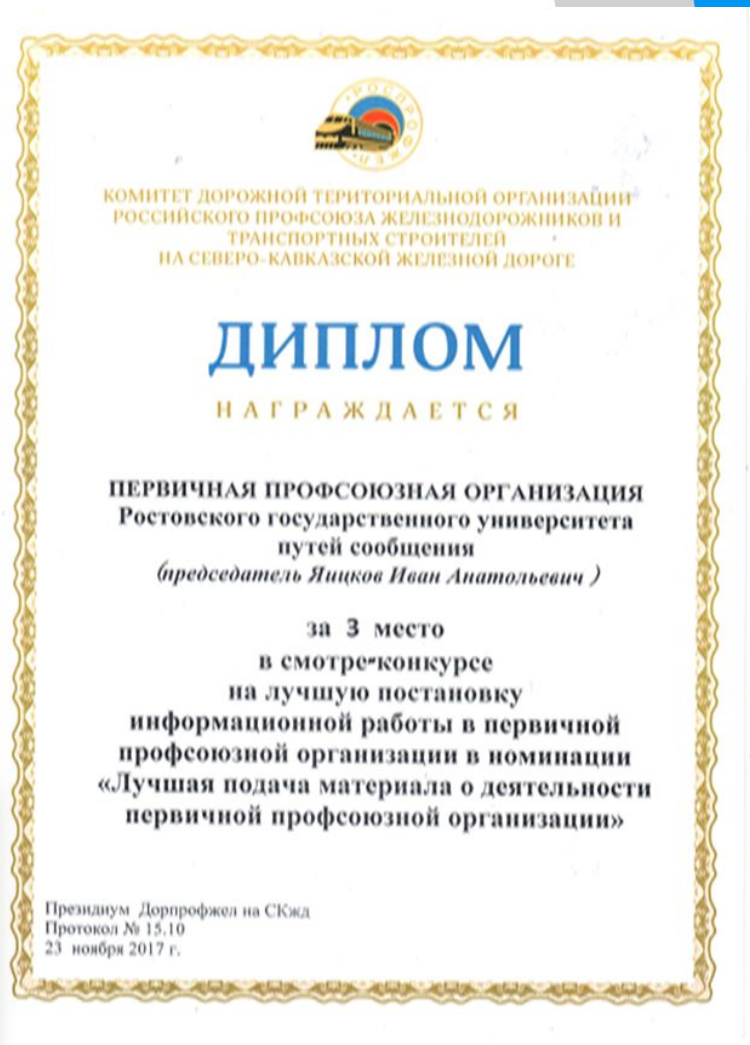 • РОСПРОФЖЕЛ •
КОМИТЕТ ДОРОЖНОЙ ТЕРИТОРИАЛЬНОЙ ОРГАНИЗАЦИИ
РОССИЙСКОГО ПРОФСОЮЗА ЖЕЛЕЗНОДОРОЖНИКОВ И
ТРАНСПОРТНЫХ СТРОИТЕЛЕЙ
НА СЕВЕРО-КАВКАЗСКОЙ ЖЕЛЕЗНОЙ ДОРОГЕ
ДИПЛОМ
НАГРАЖДАЕТСЯ
ПЕРВИЧНАЯ ПРОФСОЮЗНАЯ ОРГАНИЗАЦИЯ
Ростовского государственного университета
путей сообщения
(председатель Яицков Иван Анатольевич )
за 3 место
в смотре-конкурсе
на лучшую постановку
информационной работы в первичной
профсоюзной организации в номинации
«Лучшая подача материала о деятельности
первичной профсоюзной организации»
Президиум Дорпрофжел на СКжд
Протокол № 15.10
23 ноября 2017 г.